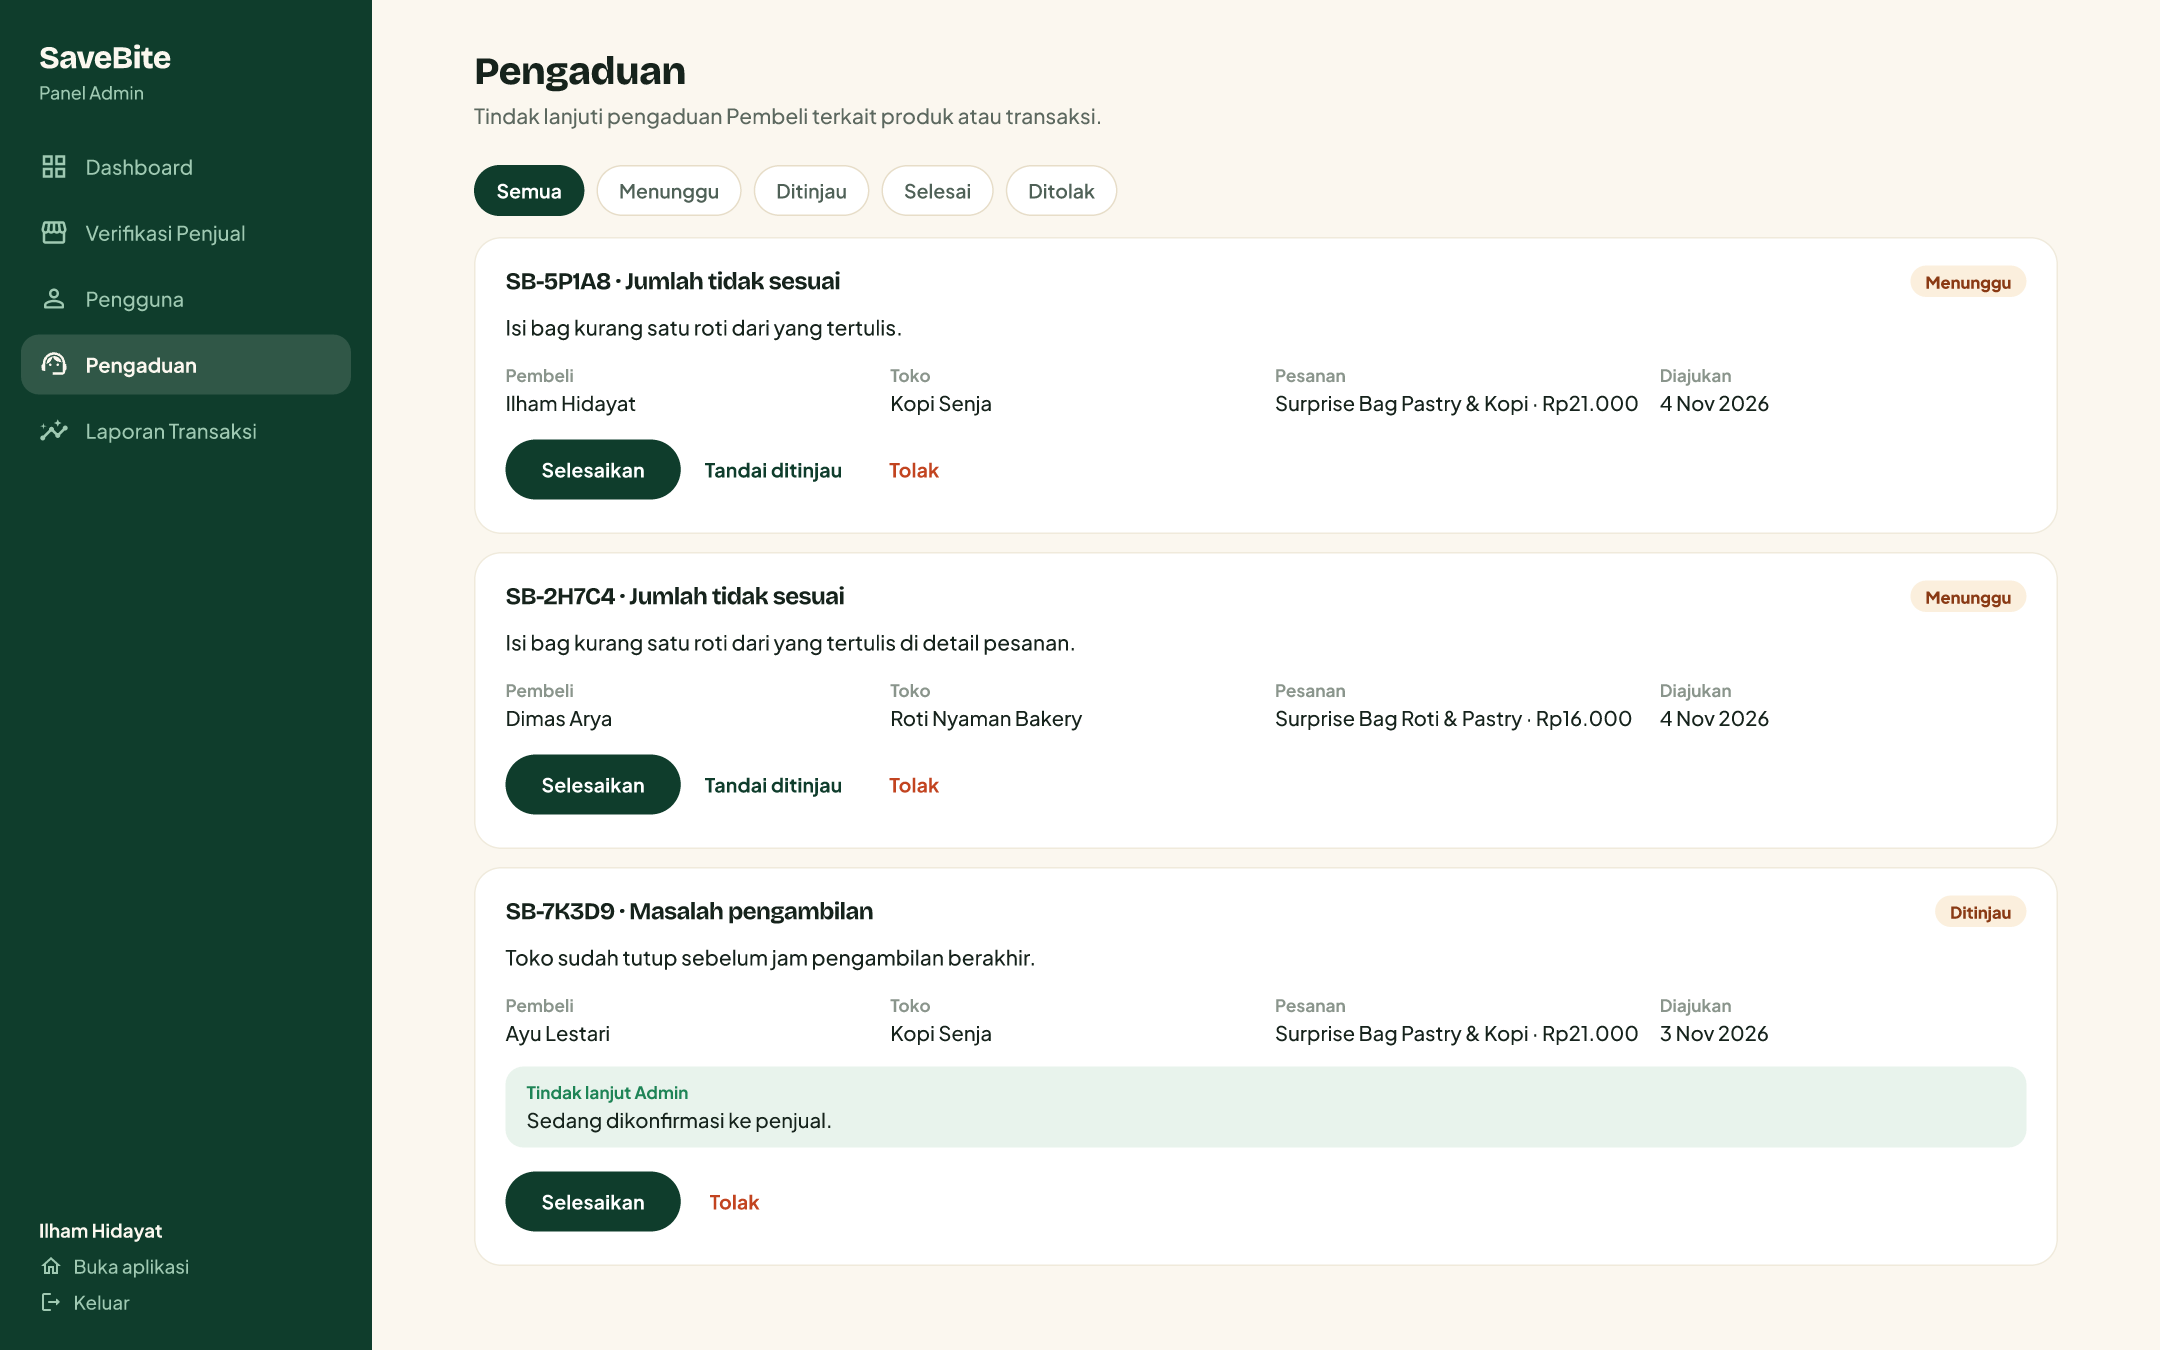 SaveBite
Panel Admin
Dashboard
Verifikasi Penjual
Pengguna
Pengaduan
Laporan Transaksi
Ilham Hidayat
Buka aplikasi
Keluar
Pengaduan
Tindak lanjuti pengaduan Pembeli terkait produk atau transaksi.
Semua Menunggu Ditinjau Selesai Ditolak
SB-5P1A8 · Jumlah tidak sesuai Menunggu
Isi bag kurang satu roti dari yang tertulis.
Pembeli Toko Pesanan Diajukan
Ilham Hidayat Kopi Senja Surprise Bag Pastry & Kopi · Rp21.000 4 Nov 2026
Selesaikan Tandai ditinjau Tolak
SB-2H7C4 · Jumlah tidak sesuai Menunggu
Isi bag kurang satu roti dari yang tertulis di detail pesanan.
Pembeli Toko Pesanan Diajukan
Dimas Arya Roti Nyaman Bakery Surprise Bag Roti & Pastry · Rp16.000 4 Nov 2026
Selesaikan Tandai ditinjau Tolak
SB-7K3D9 · Masalah pengambilan Ditinjau
Toko sudah tutup sebelum jam pengambilan berakhir.
Pembeli Toko Pesanan Diajukan
Ayu Lestari Kopi Senja Surprise Bag Pastry & Kopi · Rp21.000 3 Nov 2026
Tindak lanjut Admin
Sedang dikonfirmasi ke penjual.
Selesaikan Tolak